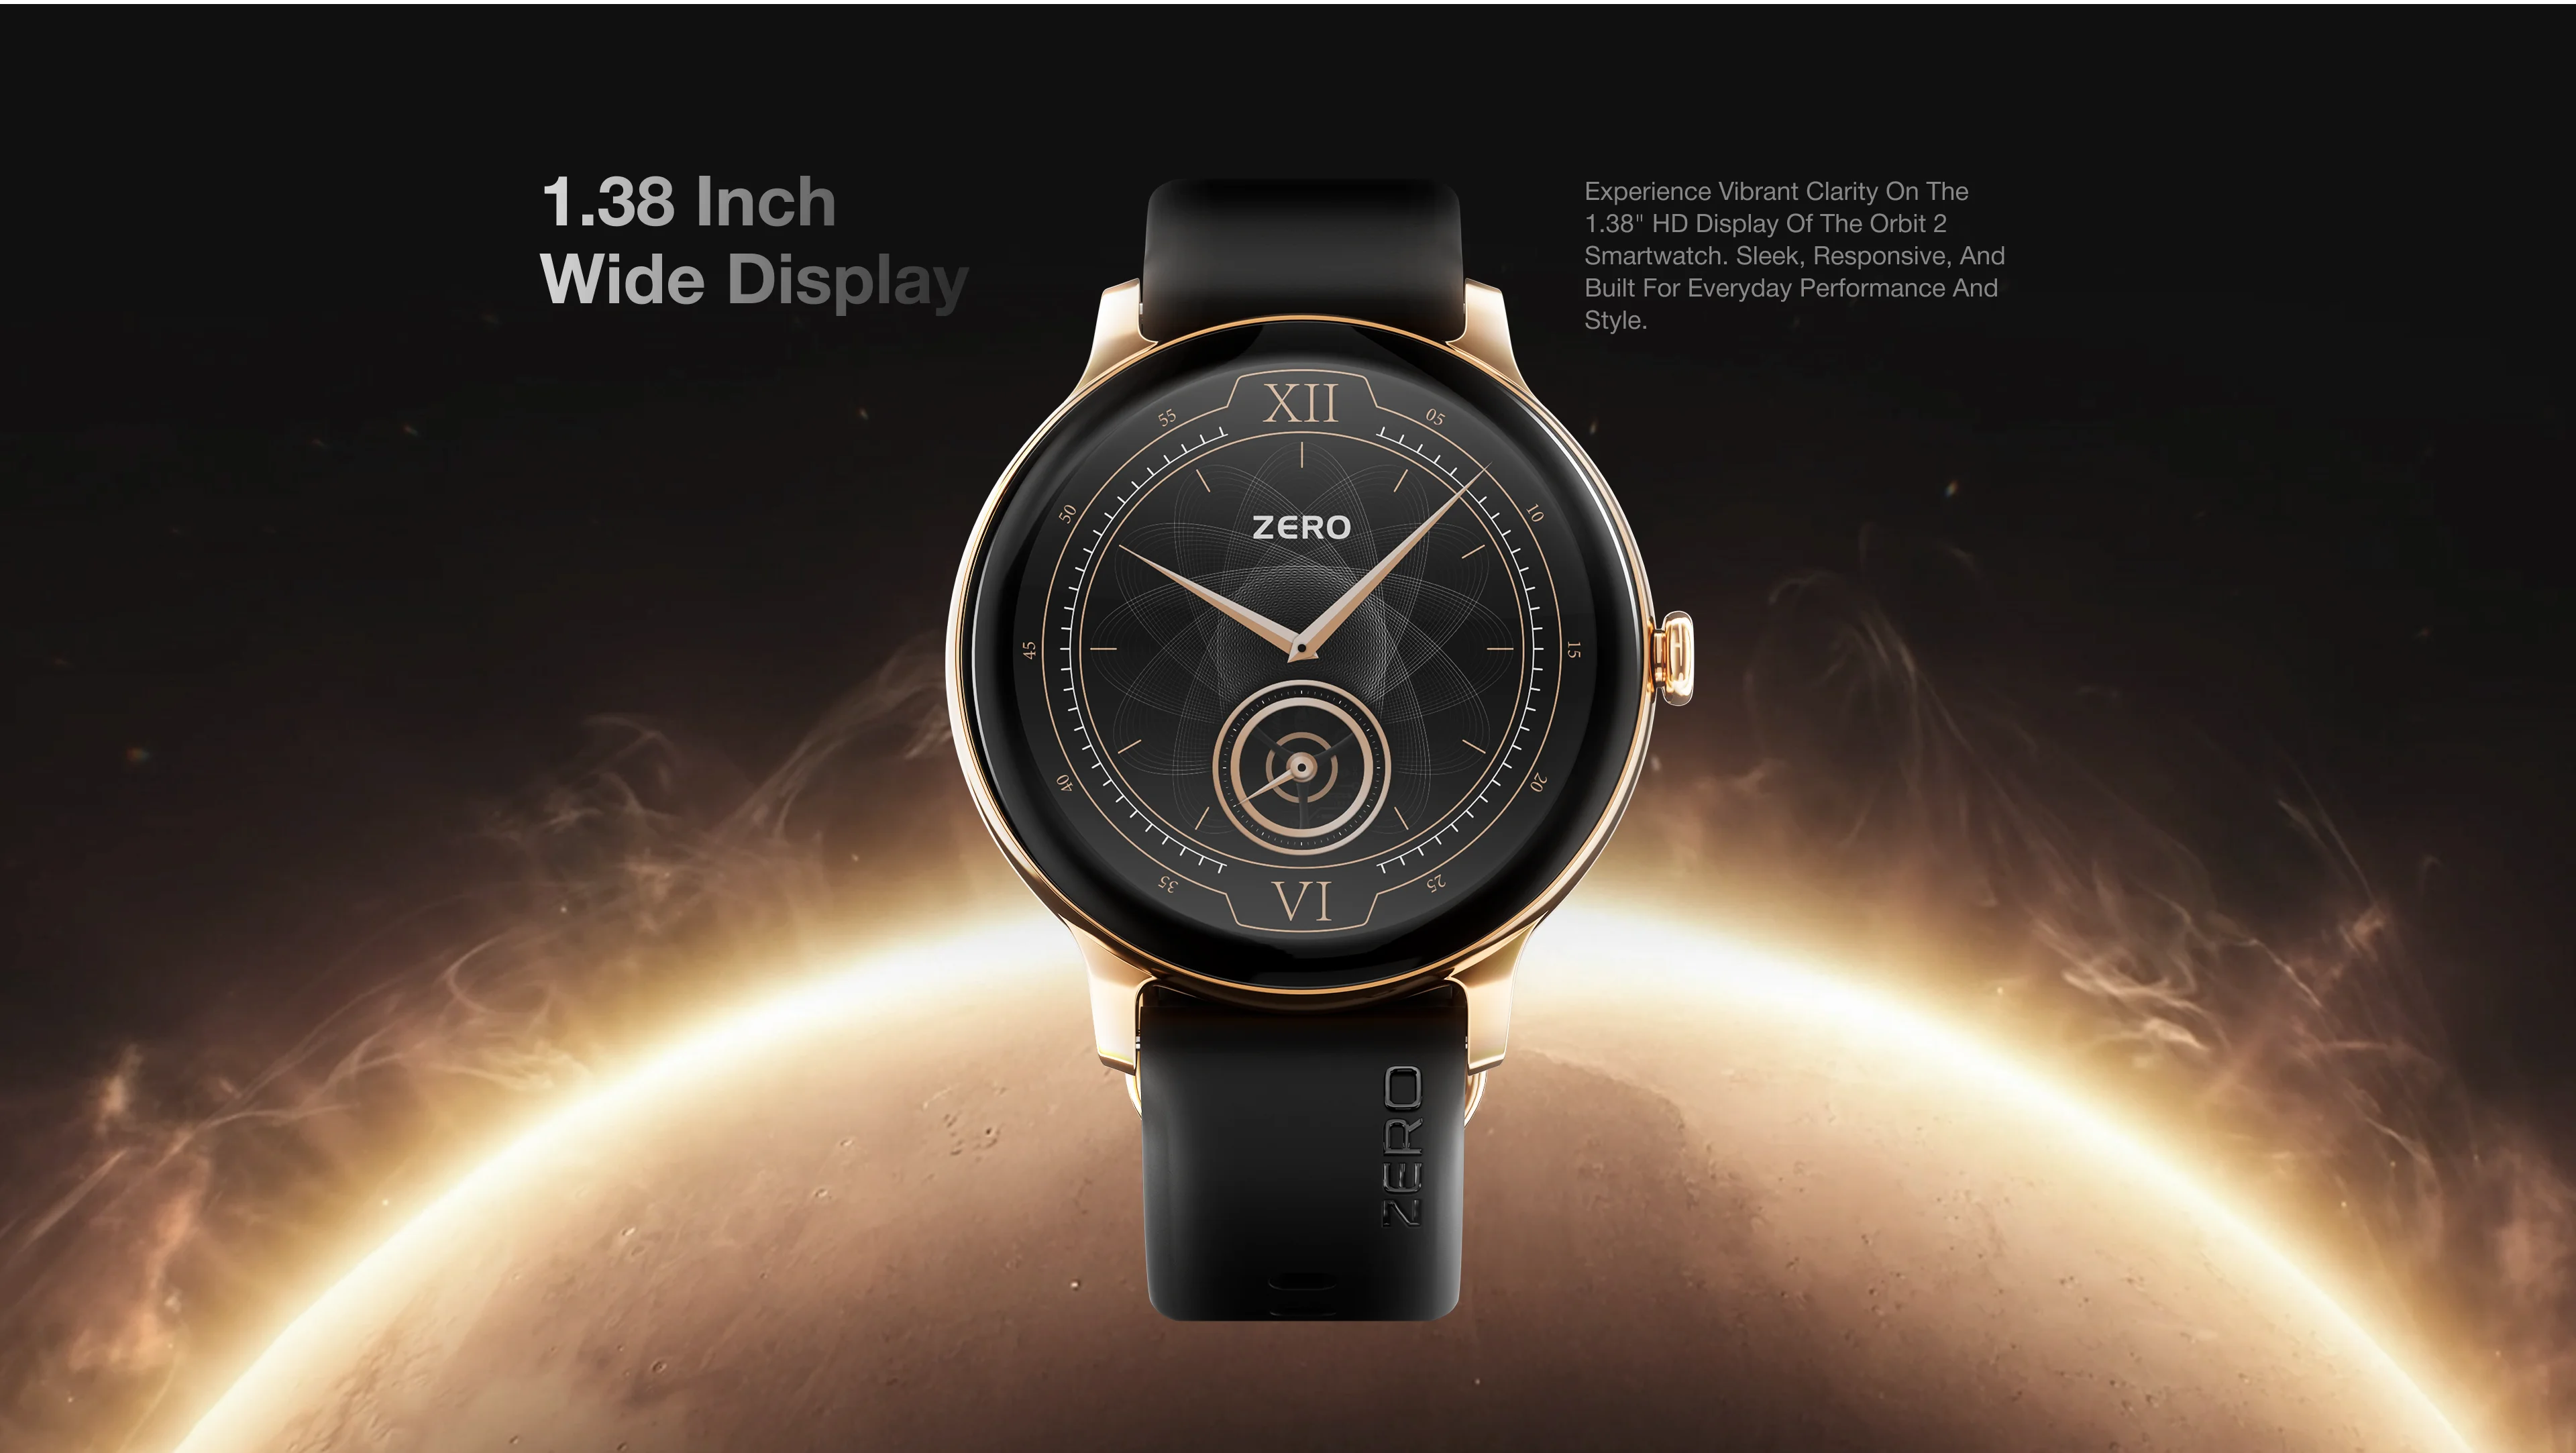 1.38 Inch
Wide Display
Experience Vibrant Clarity On The
1.38" HD Display Of The Orbit 2
Smartwatch. Sleek, Responsive, And
Built For Everyday Performance And
Style.
XII
05
10
15
20
25
VI
35
40
45
50
55
ZERO
ZERO